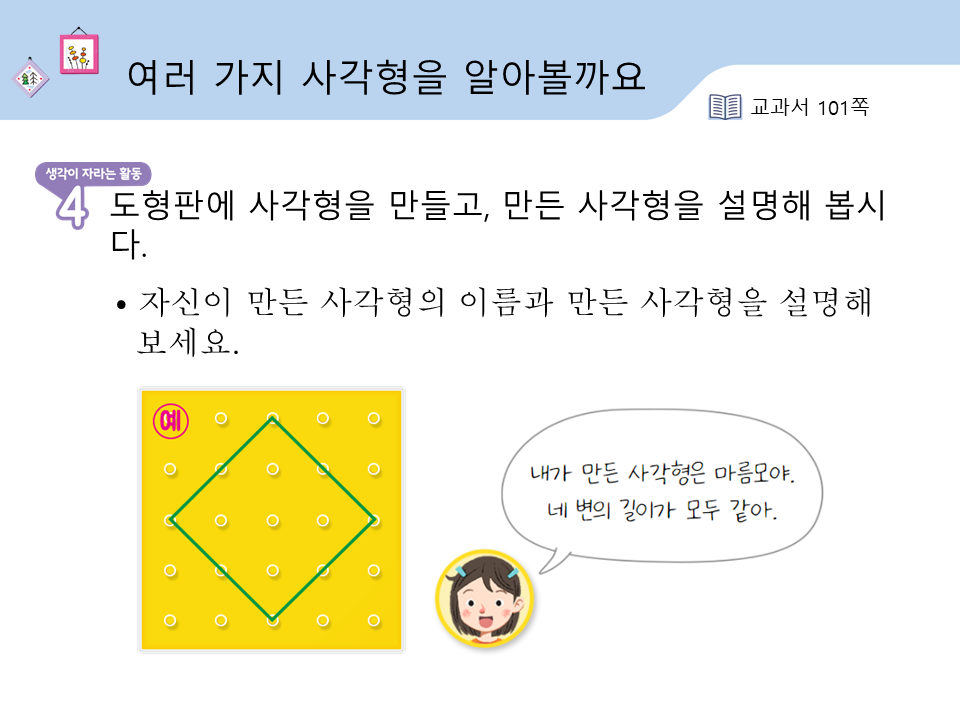 여러 가지 사각형을 알아볼까요
교과서 101쪽
생각이 자라는 활동
4
도형판에 사각형을 만들고, 만든 사각형을 설명해 봅시
다.
• 자신이 만든 사각형의 이름과 만든 사각형을 설명해
보세요.
예
내가 만든 사각형은 마름모야.
네 변의 길이가 모두 같아.